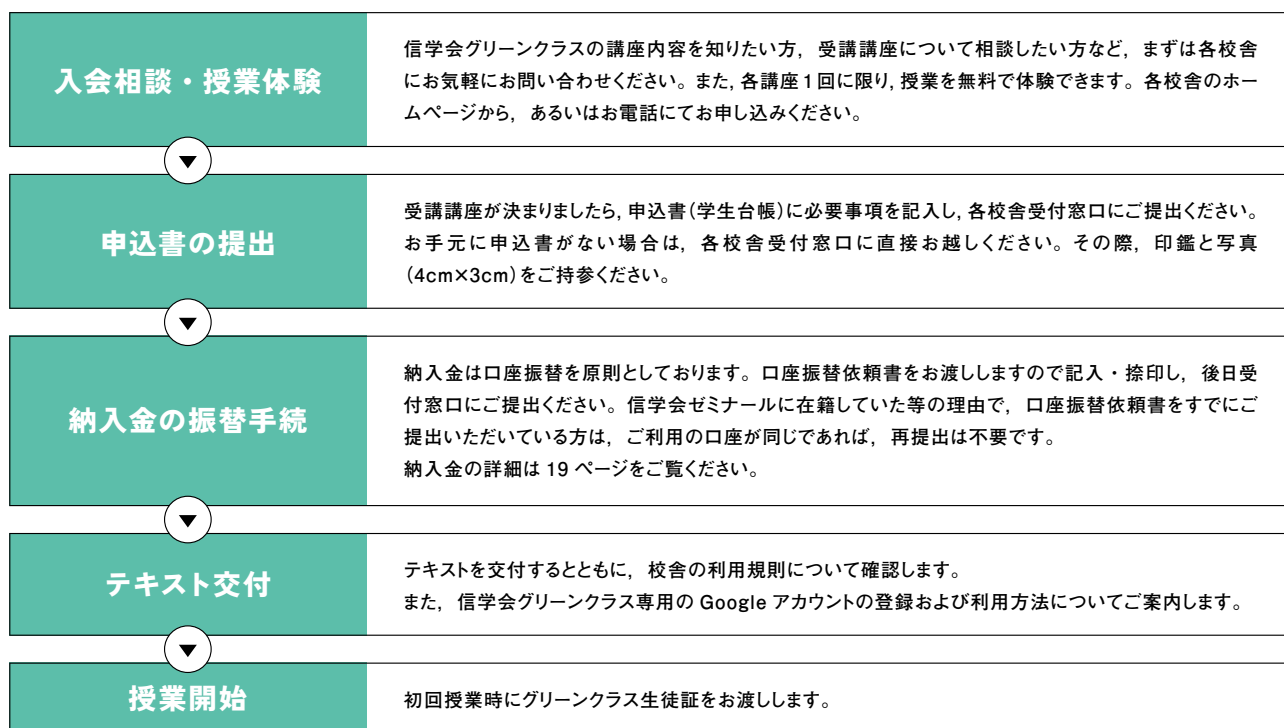 入会相談・授業体験
信学会グリーンクラスの講座内容を知りたい方，受講講座について相談したい方など，まずは各校舎
にお気軽にお問い合わせください。また，各講座1回に限り，授業を無料で体験できます。各校舎のホー
ムページから，あるいはお電話にてお申し込みください。
▼
申込書の提出
受講講座が決まりましたら，申込書（学生台帳）に必要事項を記入し，各校舎受付窓口にご提出ください。
お手元に申込書がない場合は，各校舎受付窓口に直接お越しください。その際，印鑑と写真
（4cm×3cm）をご持参ください。
▼
納入金の振替手続
納入金は口座振替を原則としております。口座振替依頼書をお渡ししますので記入・捺印し，後日受
付窓口にご提出ください。信学会ゼミナールに在籍していた等の理由で，口座振替依頼書をすでにご
提出いただいている方は，ご利用の口座が同じであれば，再提出は不要です。
納入金の詳細は 19 ページをご覧ください。
▼
テキスト交付
テキストを交付するとともに，校舎の利用規則について確認します。
また，信学会グリーンクラス専用の Google アカウントの登録および利用方法についてご案内します。
▼
授業開始
初回授業時にグリーンクラス生徒証をお渡しします。